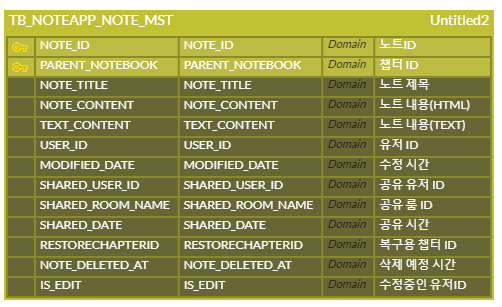 TB_NOTEAPP_NOTE_MST Untitled2
NOTE_ID NOTE_ID Domain 노트ID
PARENT_NOTEBOOK PARENT_NOTEBOOK Domain 챕터 ID
NOTE_TITLE NOTE_TITLE Domain 노트 제목
NOTE_CONTENT NOTE_CONTENT Domain 노트 내용(HTML)
TEXT_CONTENT TEXT_CONTENT Domain 노트 내용(TEXT)
USER_ID USER_ID Domain 유저 ID
MODIFIED_DATE MODIFIED_DATE Domain 수정 시간
SHARED_USER_ID SHARED_USER_ID Domain 공유 유저 ID
SHARED_ROOM_NAME SHARED_ROOM_NAME Domain 공유 룸 ID
SHARED_DATE SHARED_DATE Domain 공유 시간
RESTORECHAPTERID RESTORECHAPTERID Domain 복구용 챕터 ID
NOTE_DELETED_AT NOTE_DELETED_AT Domain 삭제 예정 시간
IS_EDIT IS_EDIT Domain 수정중인 유저ID